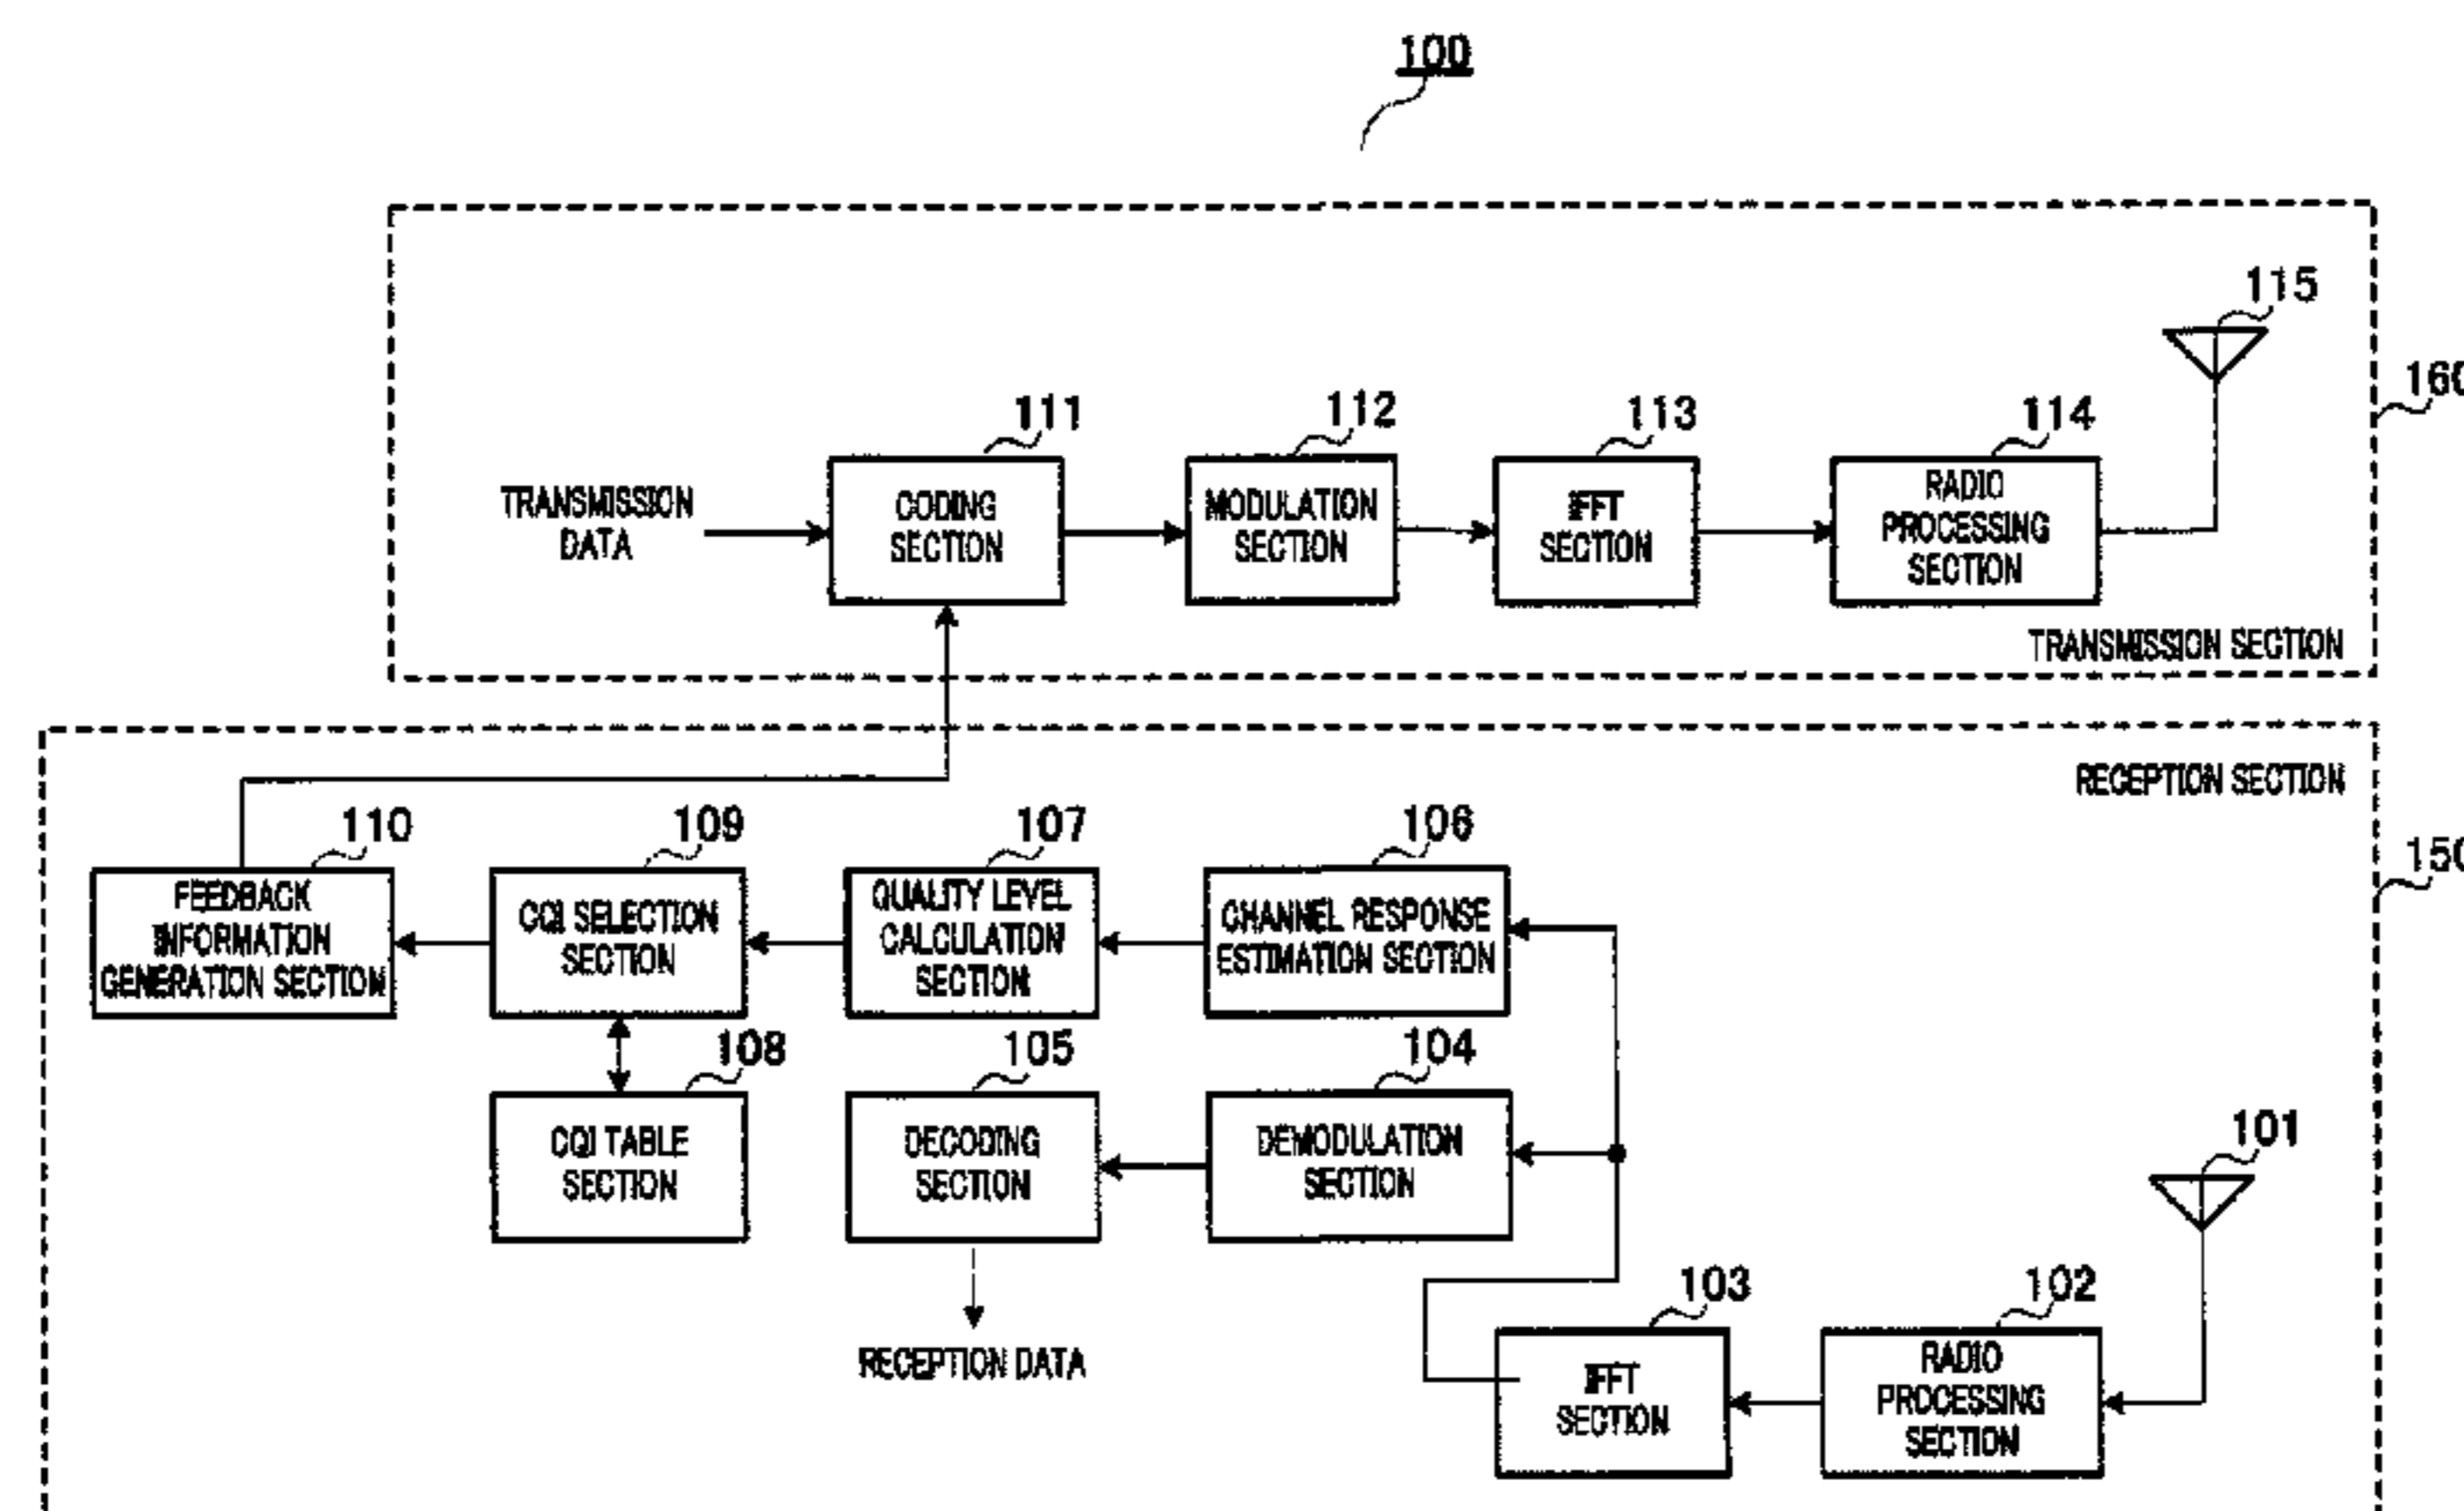 100
115
160
111
112
113
114
TRANSMISSION
DATA
CODING
SECTION
MODULATION
SECTION
IFFT
SECTION
RADIO
PROCESSING
SECTION
TRANSMISSION SECTION
RECEPTION SECTION
150
110
109
107
106
FEEDBACK
INFORMATION
GENERATION SECTION
CQI SELECTION
SECTION
QUALITY LEVEL
CALCULATION
SECTION
CHANNEL RESPONSE
ESTIMATION SECTION
108
105
104
CQI TABLE
SECTION
DECODING
SECTION
DEMODULATION
SECTION
101
RECEPTION DATA
103
102
IFFT
SECTION
RADIO
PROCESSING
SECTION